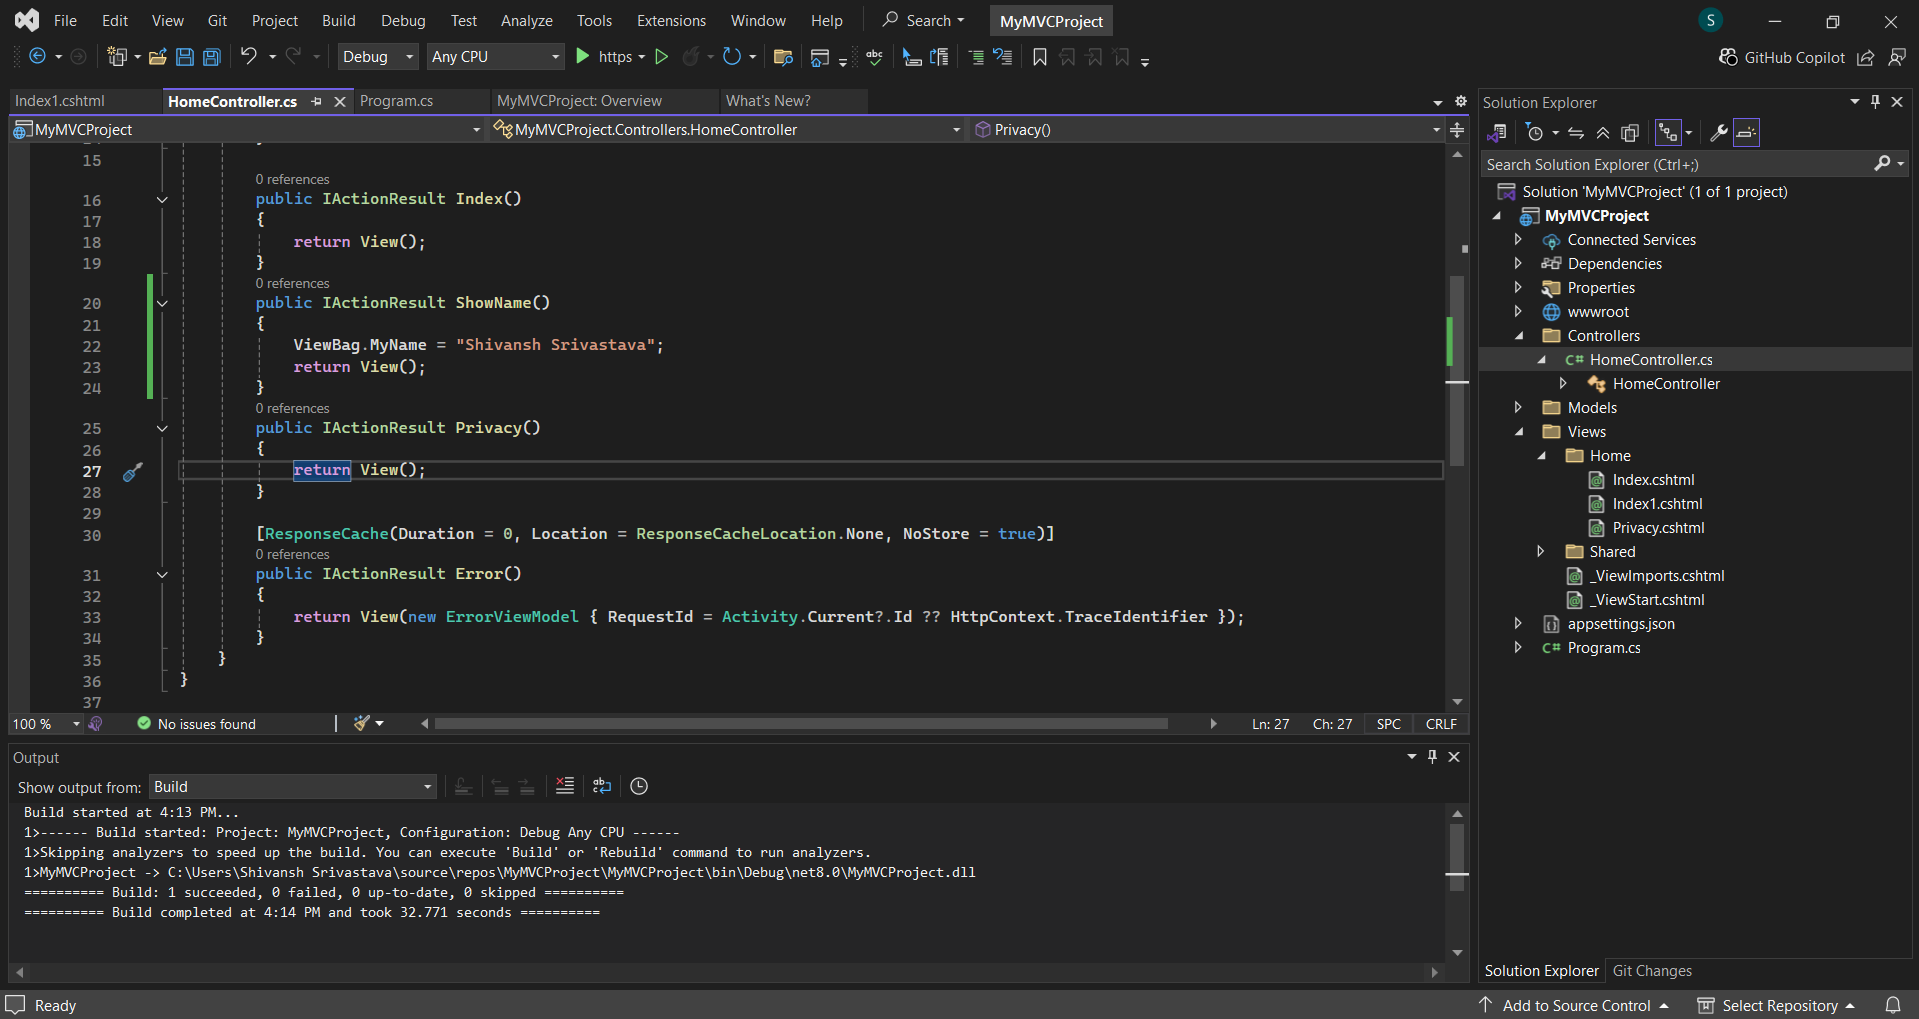 File Edit View Git Project Build Debug Test Analyze Tools Extensions Window Help Search MyMVCProject S
Debug Any CPU https GitHub Copilot
Index1.cshtml HomeController.cs Program.cs MyMVCProject: Overview What's New?
MyMVCProject MyMVCProject.Controllers.HomeController Privacy()
15
0 references
16 public IActionResult Index()
17 {
18 return View();
19 }
0 references
20 public IActionResult ShowName()
21 {
22 ViewBag.MyName = "Shivansh Srivastava";
23 return View();
24 }
0 references
25 public IActionResult Privacy()
26 {
27 return View();
28 }
29
30 [ResponseCache(Duration = 0, Location = ResponseCacheLocation.None, NoStore = true)]
0 references
31 public IActionResult Error()
32 {
33 return View(new ErrorViewModel { RequestId = Activity.Current?.Id ?? HttpContext.TraceIdentifier });
34 }
35 }
36 }
37
100 % No issues found Ln: 27 Ch: 27 SPC CRLF
Output
Show output from: Build
Build started at 4:13 PM...
1>------ Build started: Project: MyMVCProject, Configuration: Debug Any CPU ------
1>Skipping analyzers to speed up the build. You can execute 'Build' or 'Rebuild' command to run analyzers.
1>MyMVCProject -> C:\Users\Shivansh Srivastava\source\repos\MyMVCProject\MyMVCProject\bin\Debug\net8.0\MyMVCProject.dll
========== Build: 1 succeeded, 0 failed, 0 up-to-date, 0 skipped ==========
========== Build completed at 4:14 PM and took 32.771 seconds ==========
Solution Explorer
Search Solution Explorer (Ctrl+;)
Solution 'MyMVCProject' (1 of 1 project)
MyMVCProject
Connected Services
Dependencies
Properties
wwwroot
Controllers
C# HomeController.cs
HomeController
Models
Views
Home
Index.cshtml
Index1.cshtml
Privacy.cshtml
Shared
_ViewImports.cshtml
_ViewStart.cshtml
appsettings.json
C# Program.cs
Solution Explorer Git Changes
Ready Add to Source Control Select Repository